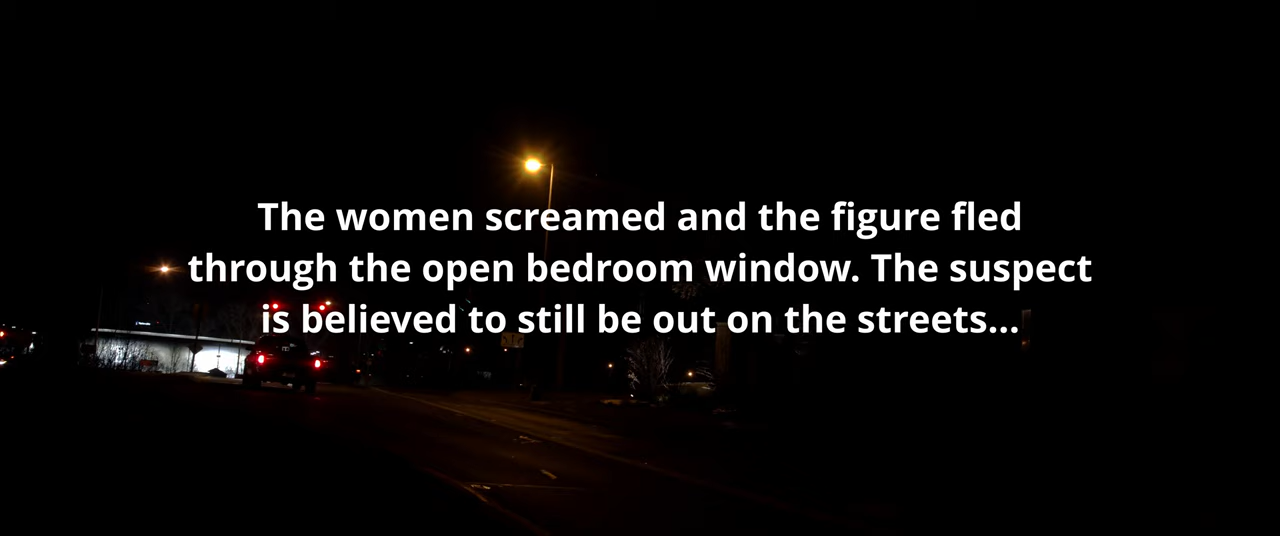 The women screamed and the figure fled
through the open bedroom window. The suspect
is believed to still be out on the streets...